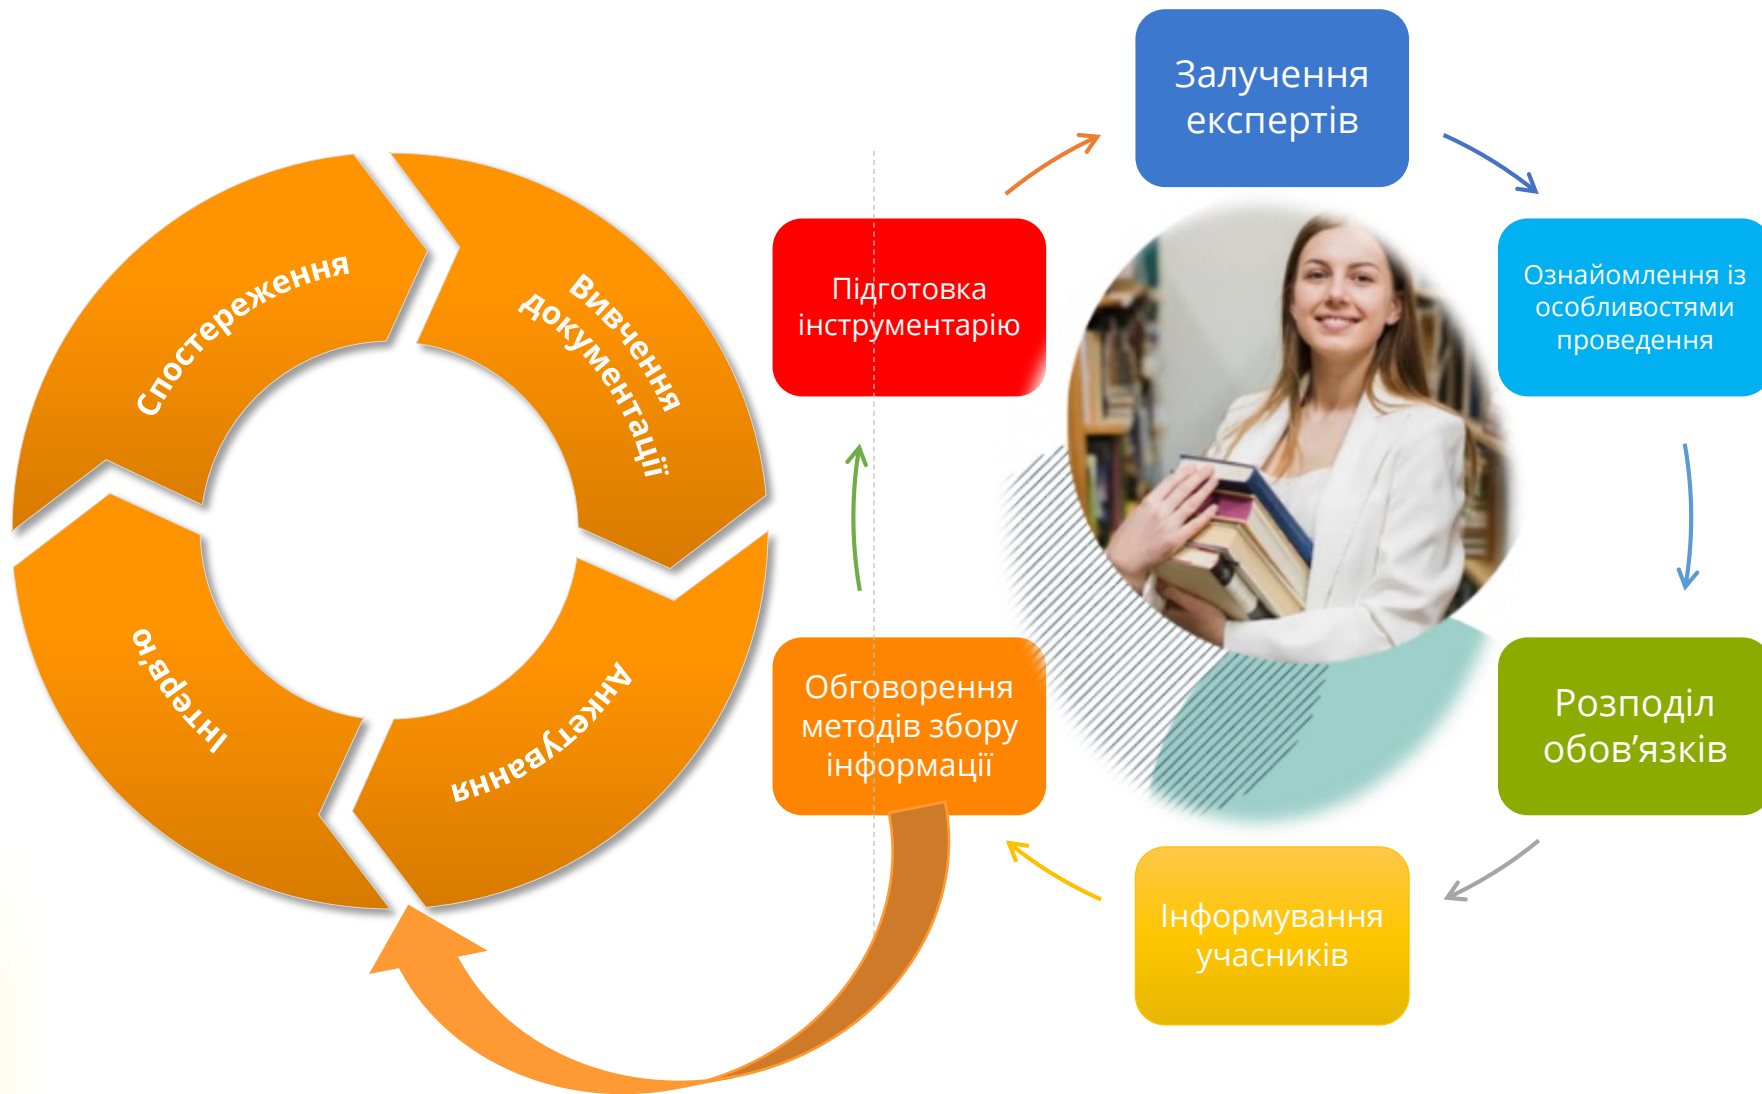 Залучення
експертів
Ознайомлення із
особливостями
проведення
Розподіл
обов’язків
Інформування
учасників
Обговорення
методів збору
інформації
Підготовка
інструментарію
Спостереження
Вивчення
документації
Анкетування
Інтерв’ю